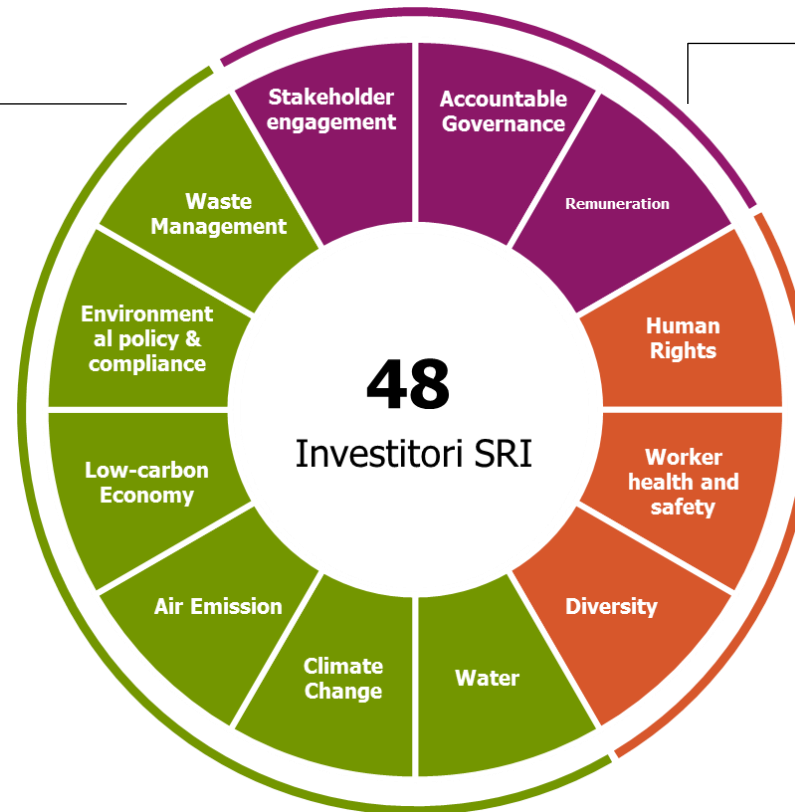 Stakeholder
engagement
Accountable
Governance
Remuneration
Human
Rights
Worker
health and
safety
Diversity
Water
Climate
Change
Air Emission
Low-carbon
Economy
Environment
al policy &
compliance
Waste
Management
48
Investitori SRI